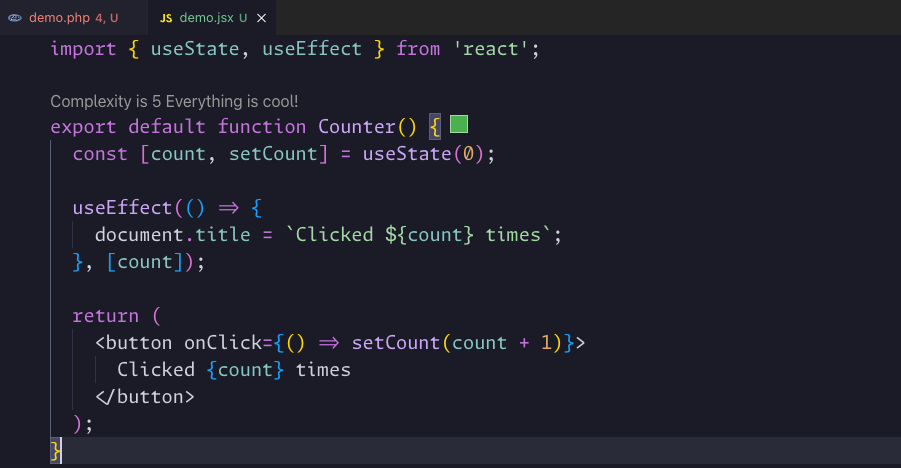 demo.php 4, U JS demo.jsx U
import { useState, useEffect } from 'react';
Complexity is 5 Everything is cool!
export default function Counter() {
const [count, setCount] = useState(0);
useEffect(() => {
document.title = `Clicked ${count} times`;
}, [count]);
return (
<button onClick={() => setCount(count + 1)}>
Clicked {count} times
</button>
);
}